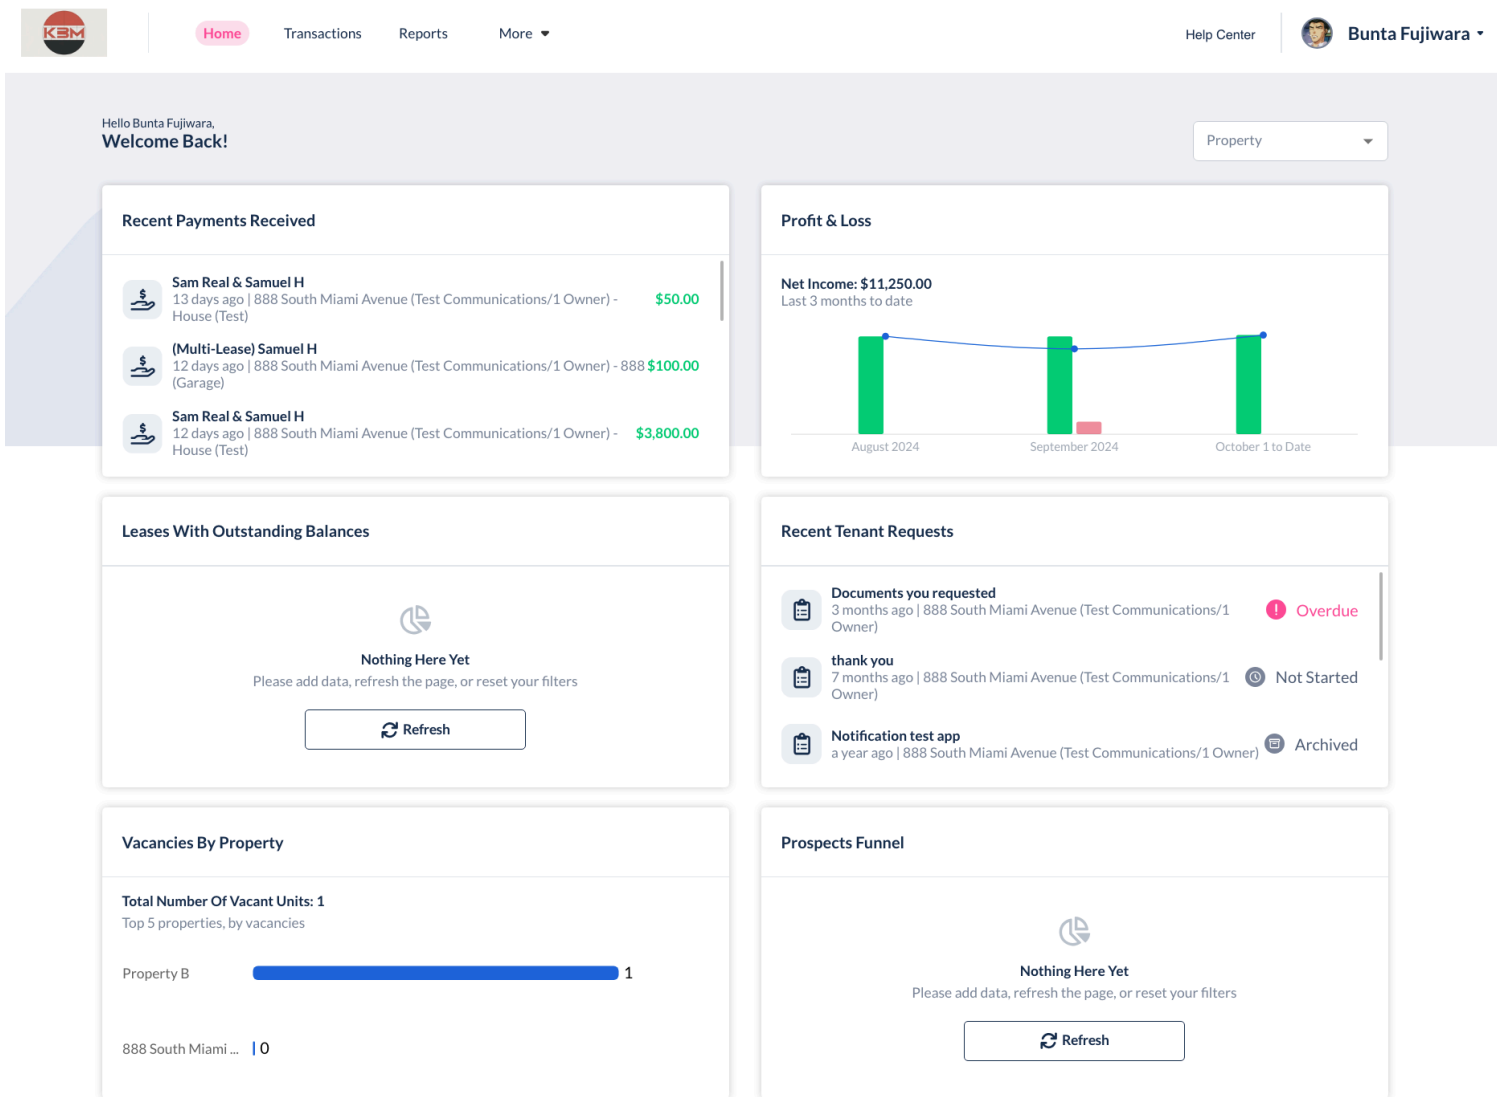 KBM
Home
Transactions
Reports
More
Help Center
Bunta Fujiwara
Hello Bunta Fujiwara,
Welcome Back!
Property
Recent Payments Received
Sam Real & Samuel H
13 days ago | 888 South Miami Avenue (Test Communications/1 Owner) -
House (Test)
$50.00
(Multi-Lease) Samuel H
12 days ago | 888 South Miami Avenue (Test Communications/1 Owner) - 888
(Garage)
$100.00
Sam Real & Samuel H
12 days ago | 888 South Miami Avenue (Test Communications/1 Owner) -
House (Test)
$3,800.00
Profit & Loss
Net Income: $11,250.00
Last 3 months to date
August 2024
September 2024
October 1 to Date
Leases With Outstanding Balances
Nothing Here Yet
Please add data, refresh the page, or reset your filters
Refresh
Recent Tenant Requests
Documents you requested
3 months ago | 888 South Miami Avenue (Test Communications/1
Owner)
Overdue
thank you
7 months ago | 888 South Miami Avenue (Test Communications/1
Owner)
Not Started
Notification test app
a year ago | 888 South Miami Avenue (Test Communications/1 Owner)
Archived
Vacancies By Property
Total Number Of Vacant Units: 1
Top 5 properties, by vacancies
Property B
1
888 South Miami ...
0
Prospects Funnel
Nothing Here Yet
Please add data, refresh the page, or reset your filters
Refresh